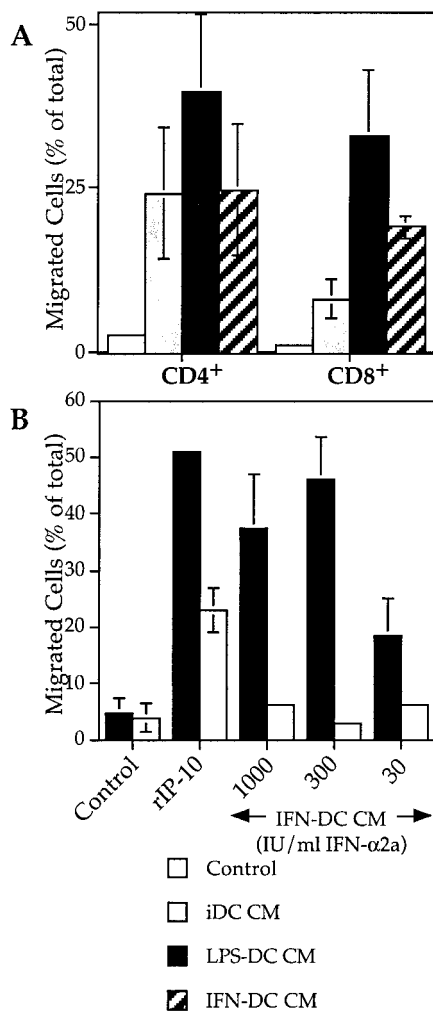 A
50
25
0
Migrated Cells (% of total)
CD4+
CD8+
B
60
50
40
30
20
10
0
Migrated Cells (% of total)
Control
rIP-10
1000
300
30
IFN-DC CM
(IU/ml IFN-α2a)
Control
iDC CM
LPS-DC CM
IFN-DC CM